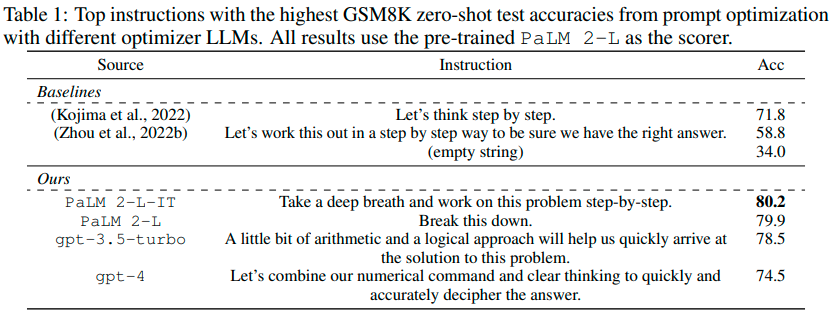 Table 1: Top instructions with the highest GSM8K zero-shot test accuracies from prompt optimization
with different optimizer LLMs. All results use the pre-trained PaLM 2-L as the scorer.
Source Instruction Acc
Baselines
(Kojima et al., 2022) Let's think step by step. 71.8
(Zhou et al., 2022b) Let's work this out in a step by step way to be sure we have the right answer. 58.8
(empty string) 34.0
Ours
PaLM 2-L-IT Take a deep breath and work on this problem step-by-step. 80.2
PaLM 2-L Break this down. 79.9
gpt-3.5-turbo A little bit of arithmetic and a logical approach will help us quickly arrive at 78.5
the solution to this problem.
gpt-4 Let's combine our numerical command and clear thinking to quickly and 74.5
accurately decipher the answer.